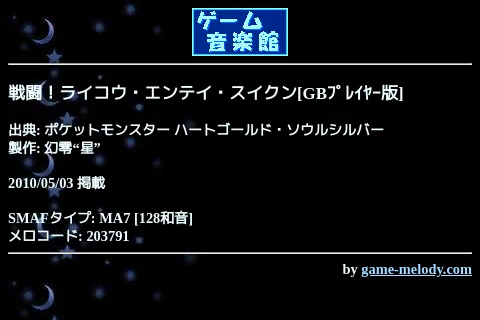 ゲーム
音楽館
戦闘！ライコウ・エンテイ・スイクン[GBﾌﾟﾚｲﾔｰ版]
出典: ポケットモンスター ハートゴールド・ソウルシルバー
製作: 幻零“星”
2010/05/03 掲載
SMAFタイプ: MA7 [128和音]
メロコード: 203791
by game-melody.com